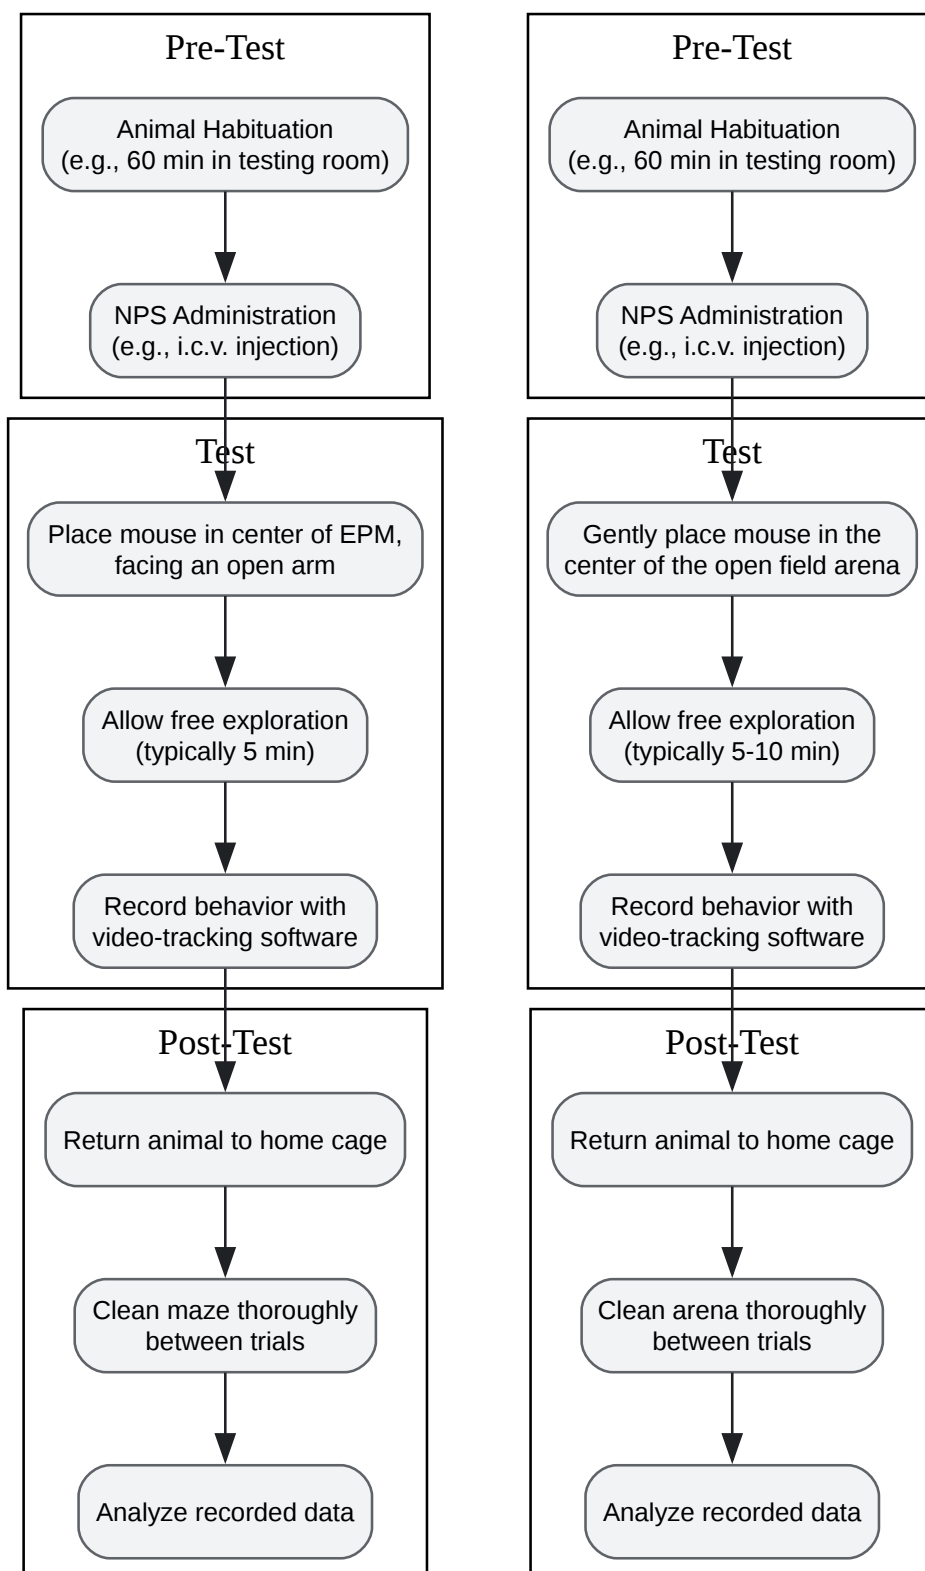 Pre-Test
Animal Habituation
(e.g., 60 min in testing room)
NPS Administration
(e.g., i.c.v. injection)
Test
Place mouse in center of EPM,
facing an open arm
Allow free exploration
(typically 5 min)
Record behavior with
video-tracking software
Post-Test
Return animal to home cage
Clean maze thoroughly
between trials
Analyze recorded data
Pre-Test
Animal Habituation
(e.g., 60 min in testing room)
NPS Administration
(e.g., i.c.v. injection)
Test
Gently place mouse in the
center of the open field arena
Allow free exploration
(typically 5-10 min)
Record behavior with
video-tracking software
Post-Test
Return animal to home cage
Clean arena thoroughly
between trials
Analyze recorded data